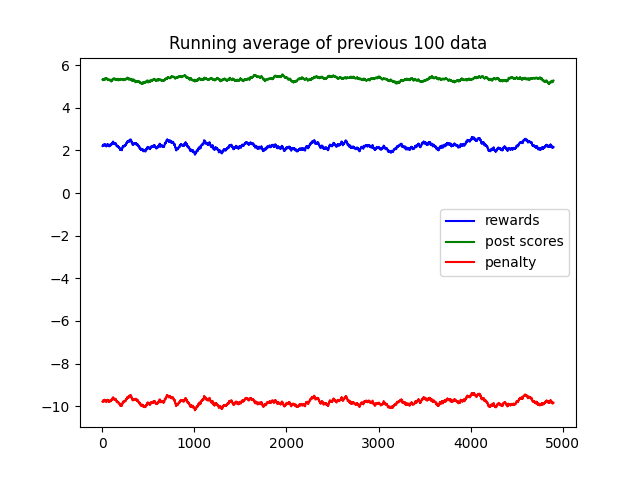 Running average of previous 100 data
6
4
2
0
−2
−4
−6
−8
−10
rewards
post scores
penalty
0 1000 2000 3000 4000 5000